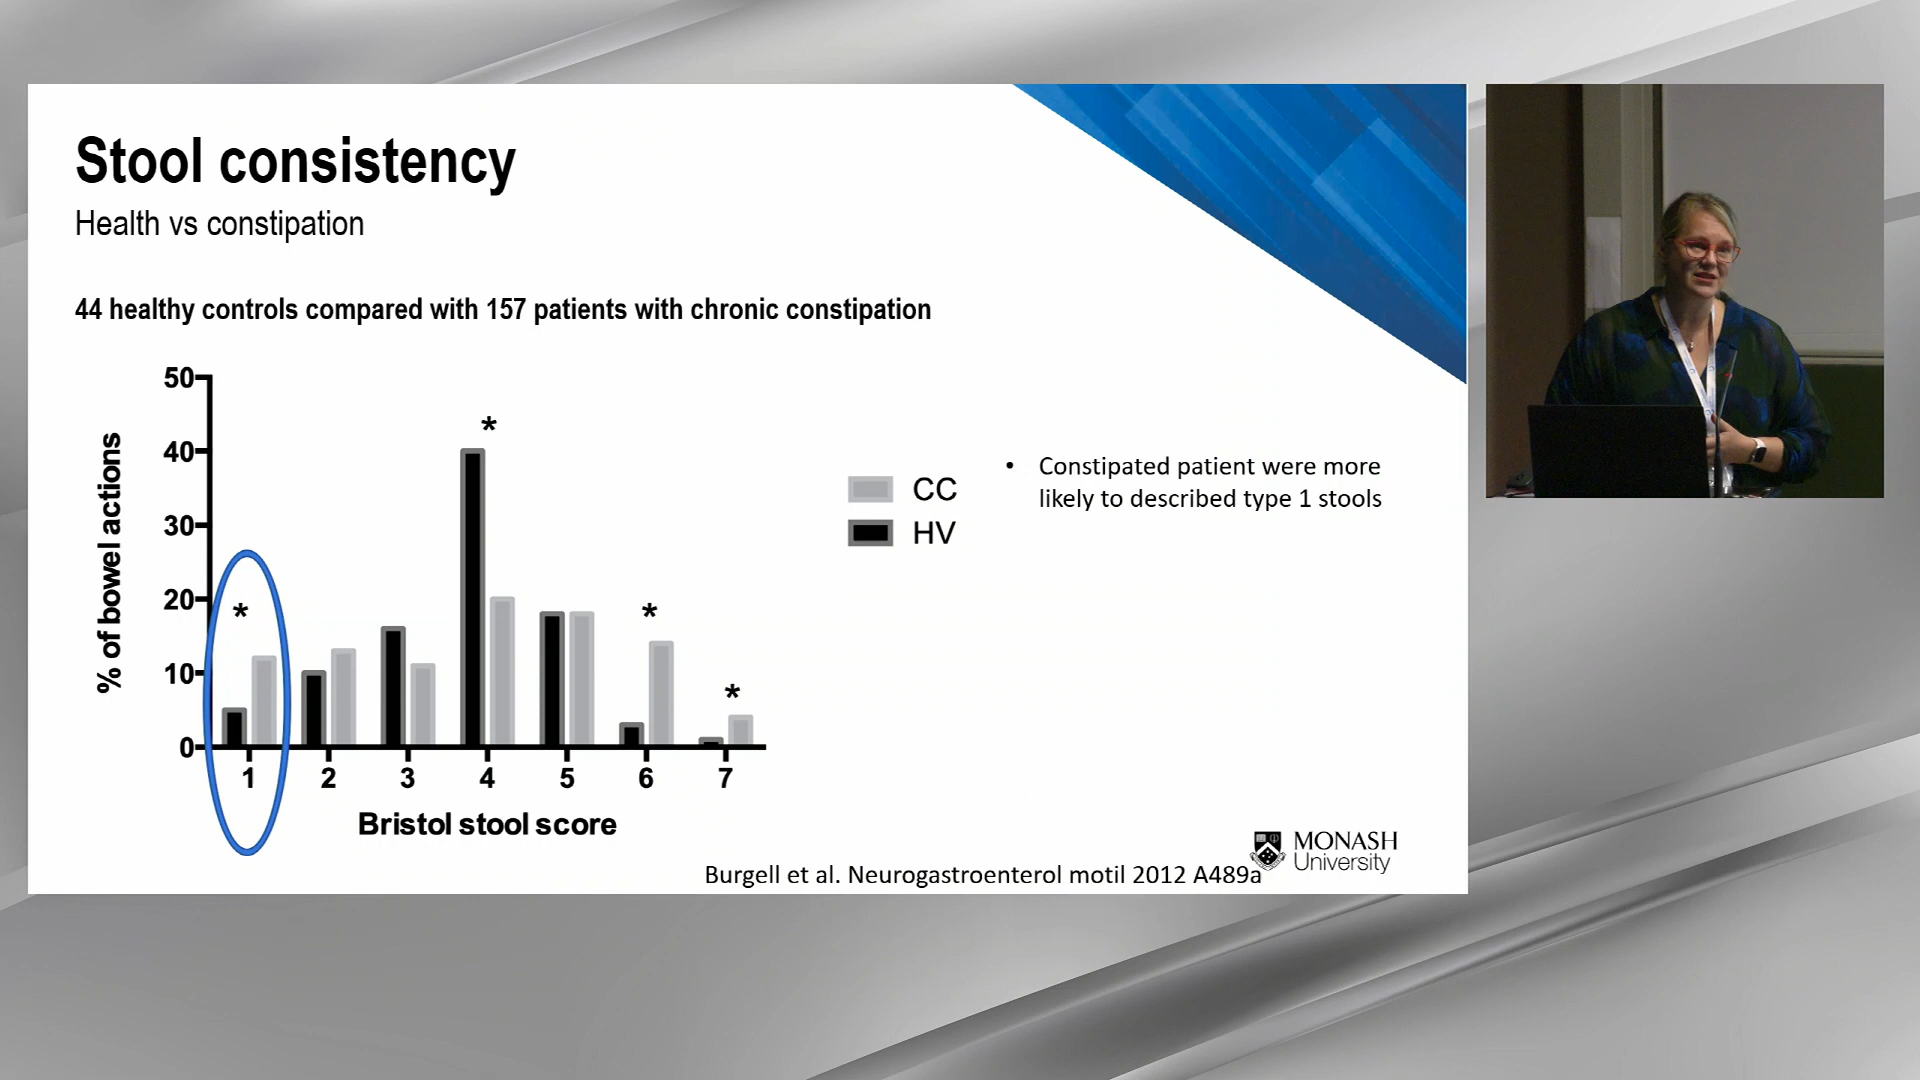 Stool consistency
Health vs constipation
44 healthy controls compared with 157 patients with chronic constipation
50
40
30
20
10
0
% of bowel actions
*
*
*
*
1 2 3 4 5 6 7
Bristol stool score
CC
HV
• Constipated patient were more
likely to described type 1 stools
Burgell et al. Neurogastroenterol motil 2012 A489a
MONASH
University